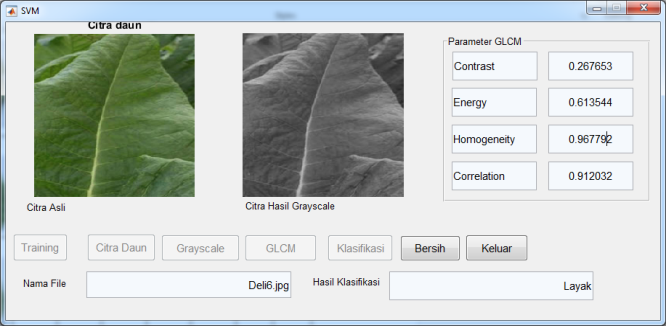 SVM
Citra daun
Citra Asli
Citra Hasil Grayscale
Parameter GLCM
Contrast 0.267653
Energy 0.613544
Homogeneity 0.967792
Correlation 0.912032
Training Citra Daun Grayscale GLCM Klasifikasi Bersih Keluar
Nama File Deli6.jpg Hasil Klasifikasi Layak